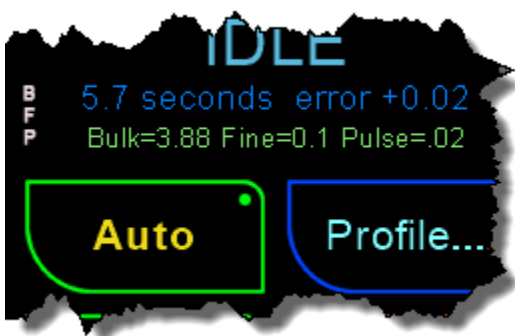 IDLE
B
F
P
5.7 seconds error +0.02
Bulk=3.88 Fine=0.1 Pulse=.02
Auto
Profile...